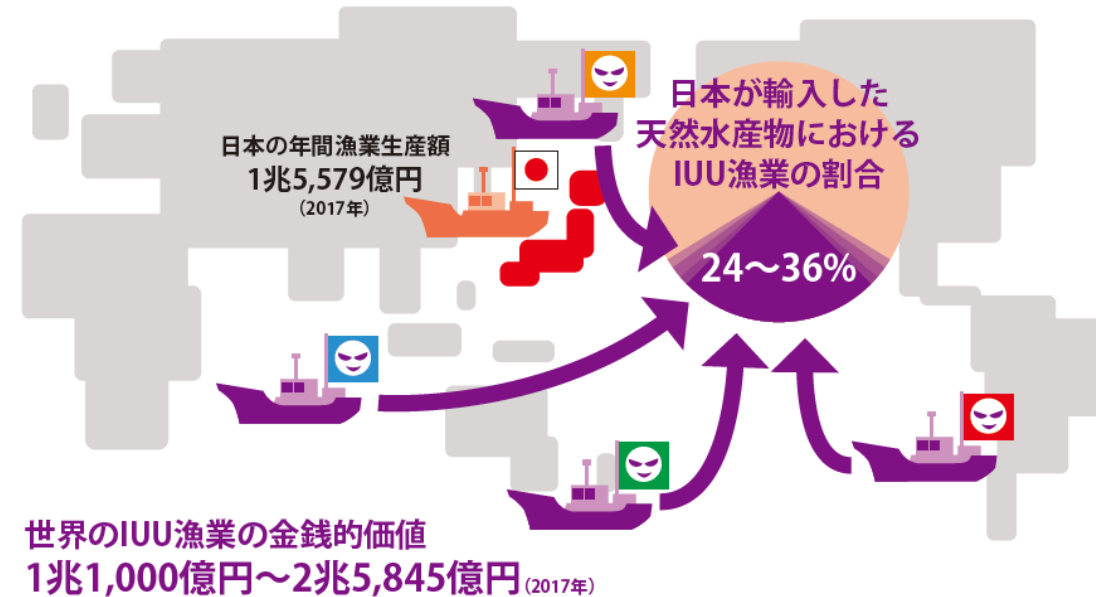 日本の年間漁業生産額
1兆5,579億円
（2017年）
日本が輸入した
天然水産物における
IUU漁業の割合
24〜36%
世界のIUU漁業の金銭的価値
1兆1,000億円〜2兆5,845億円（2017年）